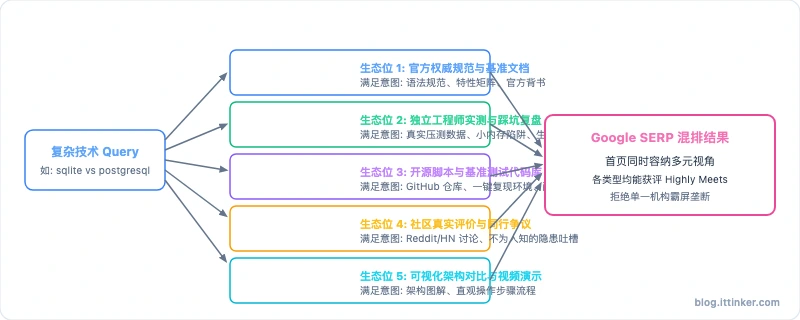 复杂技术 Query
如: sqlite vs postgresql
生态位 1: 官方权威规范与基准文档
满足意图: 语法规范、特性矩阵、官方背书
生态位 2: 独立工程师实测与踩坑复盘
满足意图: 真实压测数据、小内存陷阱、生
生态位 3: 开源脚本与基准测试代码库
满足意图: GitHub 仓库、一键复现环境
生态位 4: 社区真实评价与同行争议
满足意图: Reddit/HN 讨论、不为人知的隐患吐槽
生态位 5: 可视化架构对比与视频演示
满足意图: 架构图解、直观操作步骤流程
Google SERP 混排结果
首页同时容纳多元视角
各类型均能获评 Highly Meets
拒绝单一机构霸屏垄断
blog.ittinker.com